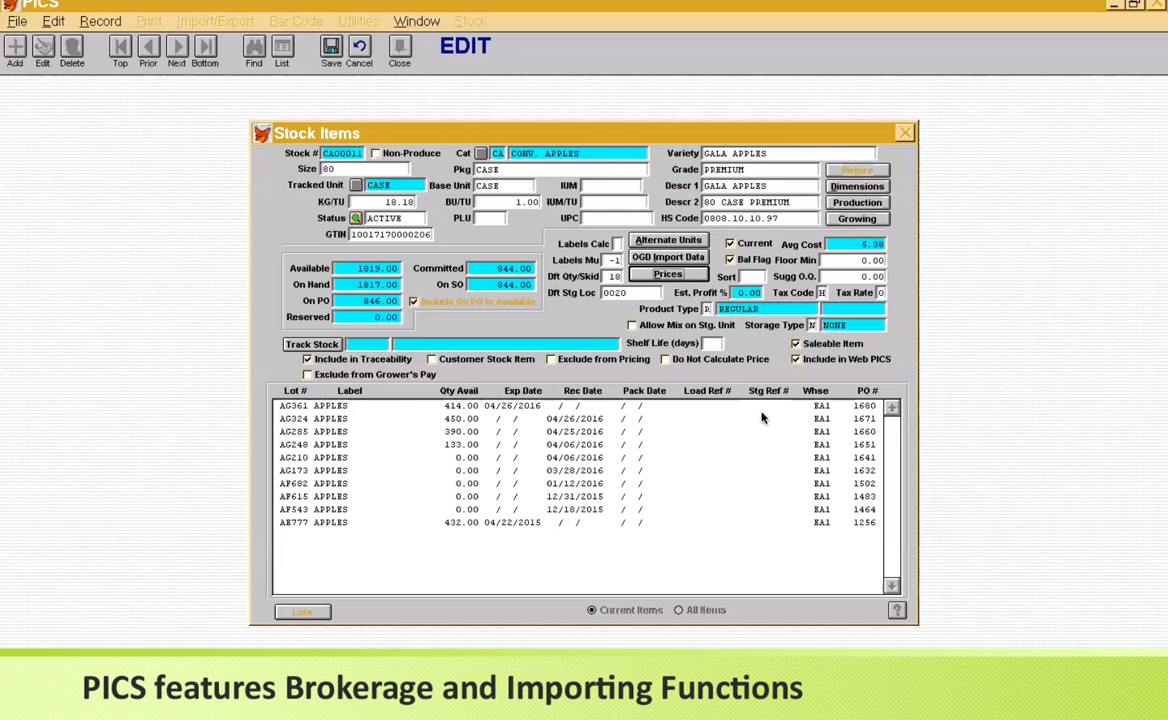 PICS
File Edit Record Print Import/Export Bar Code Utilities Window Stock
Add Edit Delete Top Prior Next Bottom Find List Save Cancel Close EDIT
Stock Items
Stock # CA00011 Non-Produce Cat CA CONV. APPLES Variety GALA APPLES
Size 80 Pkg CASE Grade PREMIUM Picture
Tracked Unit CASE Base Unit CASE IUM Descr 1 GALA APPLES Dimensions
KG/TU 18.18 BU/TU 1.00 IUM/TU Descr 2 80 CASE PREMIUM Production
Status ACTIVE PLU UPC HS Code 0808.10.10.97 Growing
GTIN 10017170000206
Labels Calc Alternate Units Current Avg Cost 5.38
Labels Mu -1 OGD Import Data Bal Flag Floor Min 0.00
Available 1819.00 Committed 844.00 Dft Qty/Skid 18 Prices Sort Sugg O.Q. 0.00
On Hand 1817.00 On SO 844.00 Dft Stg Loc 0020 Est. Profit % 0.00 Tax Code H Tax Rate 0
On PO 846.00 Include On PO In Available Product Type R REGULAR
Reserved 0.00 Allow Mix on Stg. Unit Storage Type N NONE
Track Stock Shelf Life (days) Saleable Item
Include in Traceability Customer Stock Item Exclude from Pricing Do Not Calculate Price Include in Web PICS
Exclude from Grower's Pay
Lot # Label Qty Avail Exp Date Rec Date Pack Date Load Ref # Stg Ref # Whse PO #
AG361 APPLES 414.00 04/26/2016 / / / / EA1 1680
AG324 APPLES 450.00 / / 04/26/2016 / / EA1 1671
AG285 APPLES 390.00 / / 04/25/2016 / / EA1 1660
AG248 APPLES 133.00 / / 04/06/2016 / / EA1 1651
AG210 APPLES 0.00 / / 04/06/2016 / / EA1 1641
AG173 APPLES 0.00 / / 03/28/2016 / / EA1 1632
AF682 APPLES 0.00 / / 01/12/2016 / / EA1 1502
AF615 APPLES 0.00 / / 12/31/2015 / / EA1 1483
AF543 APPLES 0.00 / / 12/18/2015 / / EA1 1464
AE777 APPLES 432.00 04/22/2015 / / / / EA1 1256
Lots Current Items All Items ?
PICS features Brokerage and Importing Functions